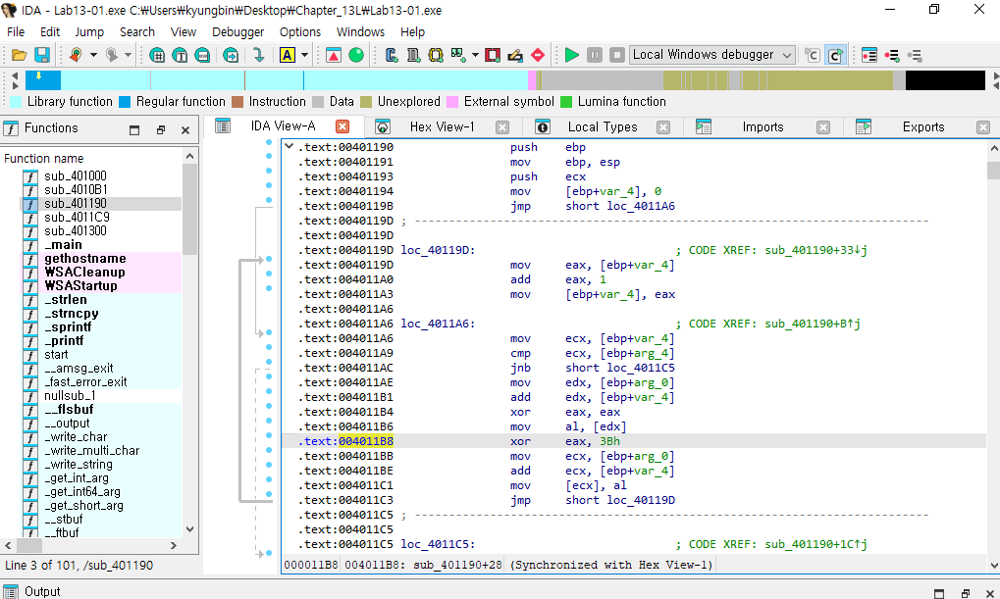 IDA - Lab13-01.exe C:₩Users₩kyungbin₩Desktop₩Chapter_13L₩Lab13-01.exe
File Edit Jump Search View Debugger Options Windows Help
Local Windows debugger
Library function Regular function Instruction Data Unexplored External symbol Lumina function
Functions
IDA View-A Hex View-1 Local Types Imports Exports
Function name
sub_401000
sub_4010B1
sub_401190
sub_4011C9
sub_401300
_main
gethostname
WSACleanup
WSAStartup
_strlen
_strncpy
_sprintf
_printf
start
__amsg_exit
_fast_error_exit
nullsub_1
__flsbuf
__output
_write_char
_write_multi_char
_write_string
_get_int_arg
_get_int64_arg
_get_short_arg
__stbuf
__ftbuf
Line 3 of 101, /sub_401190
.text:00401190 push ebp
.text:00401191 mov ebp, esp
.text:00401193 push ecx
.text:00401194 mov [ebp+var_4], 0
.text:0040119B jmp short loc_4011A6
.text:0040119D ; ---------------------------------------------------------------------------
.text:0040119D
.text:0040119D loc_40119D: ; CODE XREF: sub_401190+33↓j
.text:0040119D mov eax, [ebp+var_4]
.text:004011A0 add eax, 1
.text:004011A3 mov [ebp+var_4], eax
.text:004011A6
.text:004011A6 loc_4011A6: ; CODE XREF: sub_401190+B↑j
.text:004011A6 mov ecx, [ebp+var_4]
.text:004011A9 cmp ecx, [ebp+arg_4]
.text:004011AC jnb short loc_4011C5
.text:004011AE mov edx, [ebp+arg_0]
.text:004011B1 add edx, [ebp+var_4]
.text:004011B4 xor eax, eax
.text:004011B6 mov al, [edx]
.text:004011B8 xor eax, 3Bh
.text:004011BB mov ecx, [ebp+arg_0]
.text:004011BE add ecx, [ebp+var_4]
.text:004011C1 mov [ecx], al
.text:004011C3 jmp short loc_40119D
.text:004011C5 ; ---------------------------------------------------------------------------
.text:004011C5
.text:004011C5 loc_4011C5: ; CODE XREF: sub_401190+1C↑j
000011B8 004011B8: sub_401190+28 (Synchronized with Hex View-1)
Output